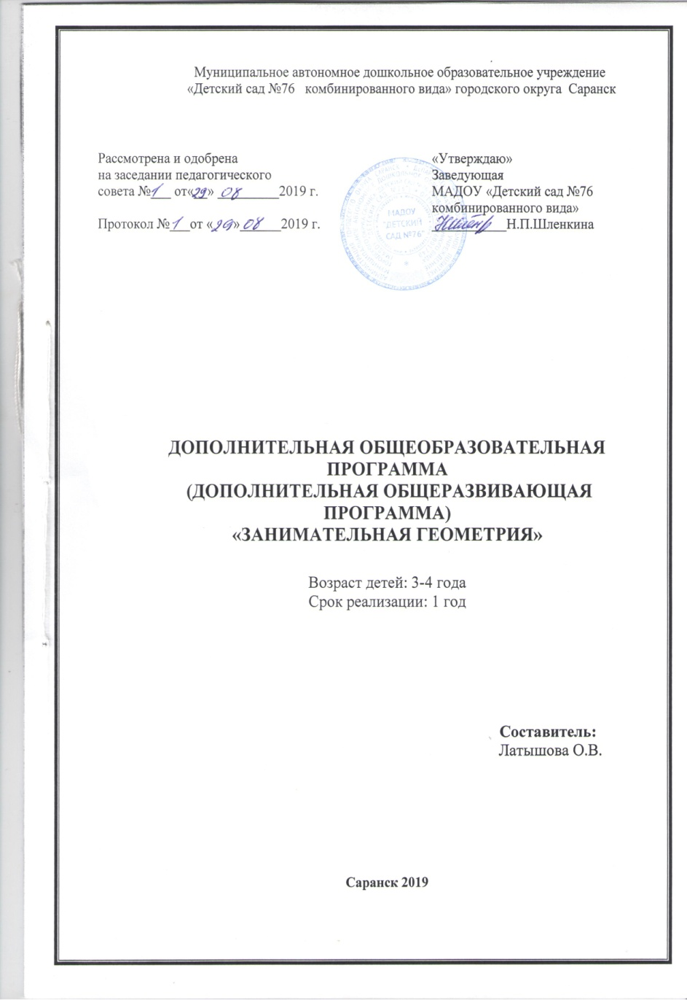 Муниципальное автономное дошкольное образовательное учреждение
«Детский сад №76 комбинированного вида» городского округа Саранск
Рассмотрена и одобрена
на заседании педагогического
совета №1 от«29» 08 2019 г.
Протокол №1 от «29»08 2019 г.
«Утверждаю»
Заведующая
МАДОУ «Детский сад №76
комбинированного вида»
Н.П.Шленкина
МАДОУ
"ДЕТСКИЙ
САД №76"
ДОПОЛНИТЕЛЬНАЯ ОБЩЕОБРАЗОВАТЕЛЬНАЯ
ПРОГРАММА
(ДОПОЛНИТЕЛЬНАЯ ОБЩЕРАЗВИВАЮЩАЯ
ПРОГРАММА)
«ЗАНИМАТЕЛЬНАЯ ГЕОМЕТРИЯ»
Возраст детей: 3-4 года
Срок реализации: 1 год
Составитель:
Латышова О.В.
Саранск 2019